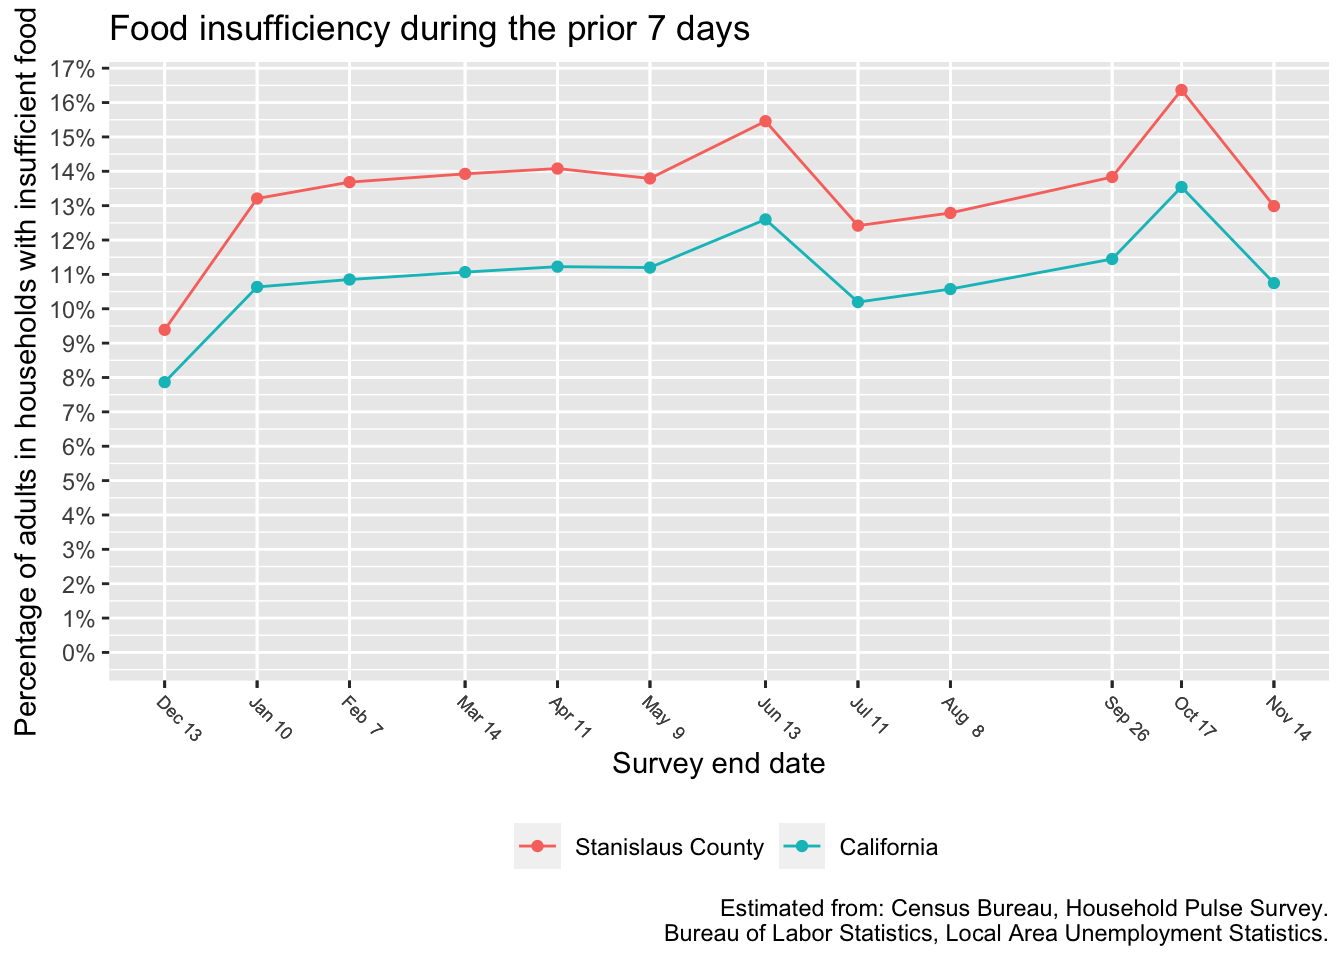 Food insufficiency during the prior 7 days
Percentage of adults in households with insufficient food
17%
16%
15%
14%
13%
12%
11%
10%
9%
8%
7%
6%
5%
4%
3%
2%
1%
0%
Dec 13
Jan 10
Feb 7
Mar 14
Apr 11
May 9
Jun 13
Jul 11
Aug 8
Sep 26
Oct 17
Nov 14
Survey end date
Stanislaus County
California
Estimated from: Census Bureau, Household Pulse Survey.
Bureau of Labor Statistics, Local Area Unemployment Statistics.